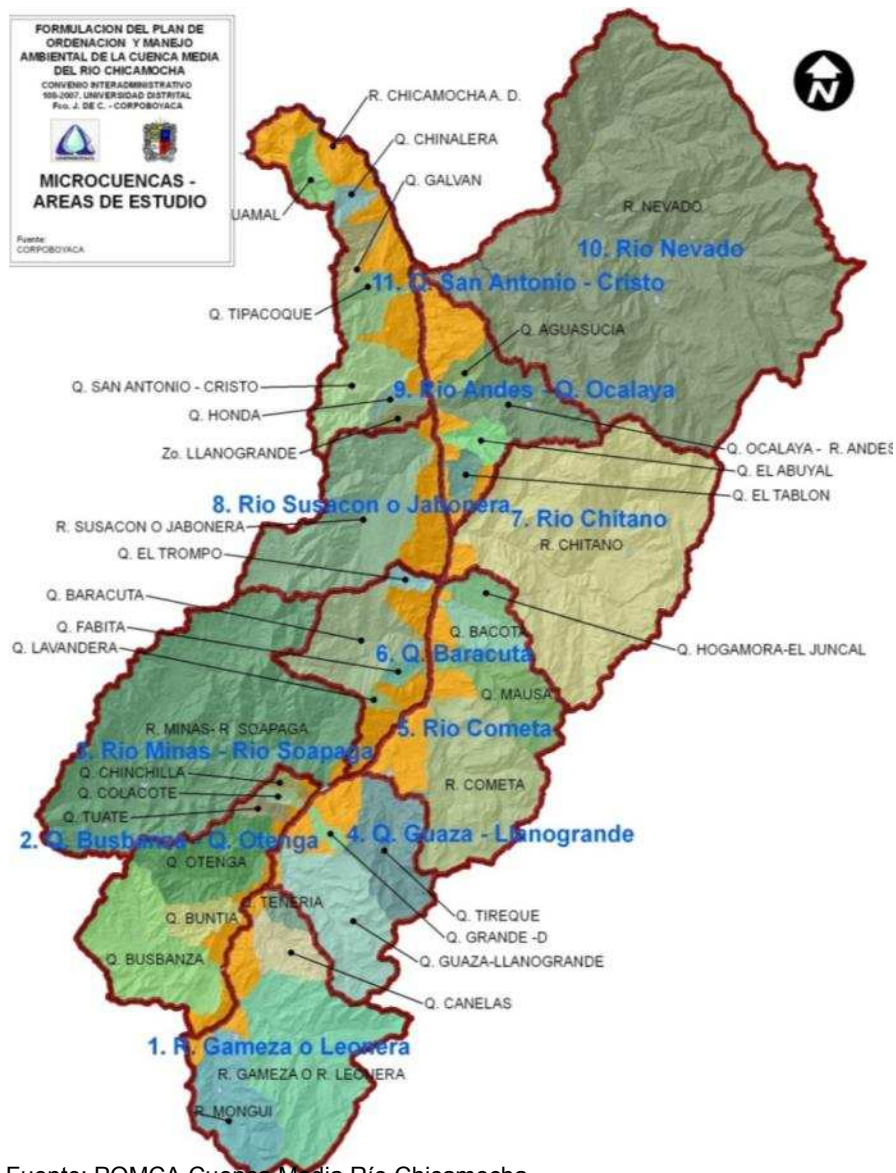 FORMULACION DEL PLAN DE
ORDENACION Y MANEJO
AMBIENTAL DE LA CUENCA MEDIA
DEL RIO CHICAMOCHA
CONVENIO INTERADMINISTRATIVO
108-2007. UNIVERSIDAD DISTRITAL
Fco. J. DE C. - CORPOBOYACA
MICROCUENCAS -
AREAS DE ESTUDIO
Fuente:
CORPOBOYACA
N
R. CHICAMOCHA A. D.
Q. CHINALERA
Q. GALVAN
UAMAL
R. NEVADO
10. Rio Nevado
11. Q. San Antonio - Cristo
Q. TIPACOQUE
Q. AGUASUCIA
Q. SAN ANTONIO - CRISTO
9. Rio Andes - Q. Ocalaya
Q. HONDA
Zo. LLANOGRANDE
Q. OCALAYA - R. ANDES
Q. EL ABUYAL
Q. EL TABLON
8. Rio Susacon o Jabonera
7. Rio Chitano
R. SUSACON O JABONERA
R. CHITANO
Q. EL TROMPO
Q. BARACUTA
Q. FABITA
Q. BACOTA
Q. LAVANDERA
6. Q. Baracuta
Q. HOGAMORA-EL JUNCAL
Q. MAUSA
R. MINAS- R. SOAPAGA
5. Rio Cometa
3. Rio Minas - Rio Soapaga
Q. CHINCHILLA
R. COMETA
Q. COLACOTE
Q. TUATE
2. Q. Busbanza - Q. Otenga
4. Q. Guaza - Llanogrande
Q. OTENGA
Q. TENERIA
Q. TIREQUE
Q. BUNTIA
Q. GRANDE -D
Q. BUSBANZA
Q. GUAZA-LLANOGRANDE
Q. CANELAS
1. R. Gameza o Leonera
R. GAMEZA O R. LEONERA
R. MONGUI
Fuente: POMCA Cuenca Media Río Chicamocha